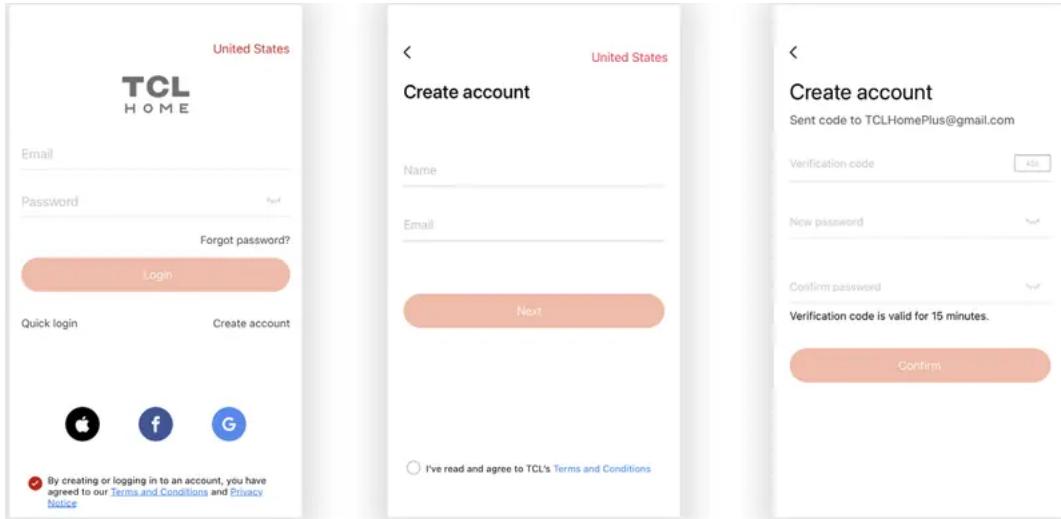 United States
TCL
HOME
Email
Password
Forgot password?
Login
Quick login
Create account
f
G
By creating or logging in to an account, you have
agreed to our Terms and Conditions and Privacy
Notice
United States
Create account
Name
Email
Next
I've read and agree to TCL's Terms and Conditions
Create account
Sent code to TCLHomePlus@gmail.com
Verification code
New password
Confirm password
Verification code is valid for 15 minutes.
Confirm